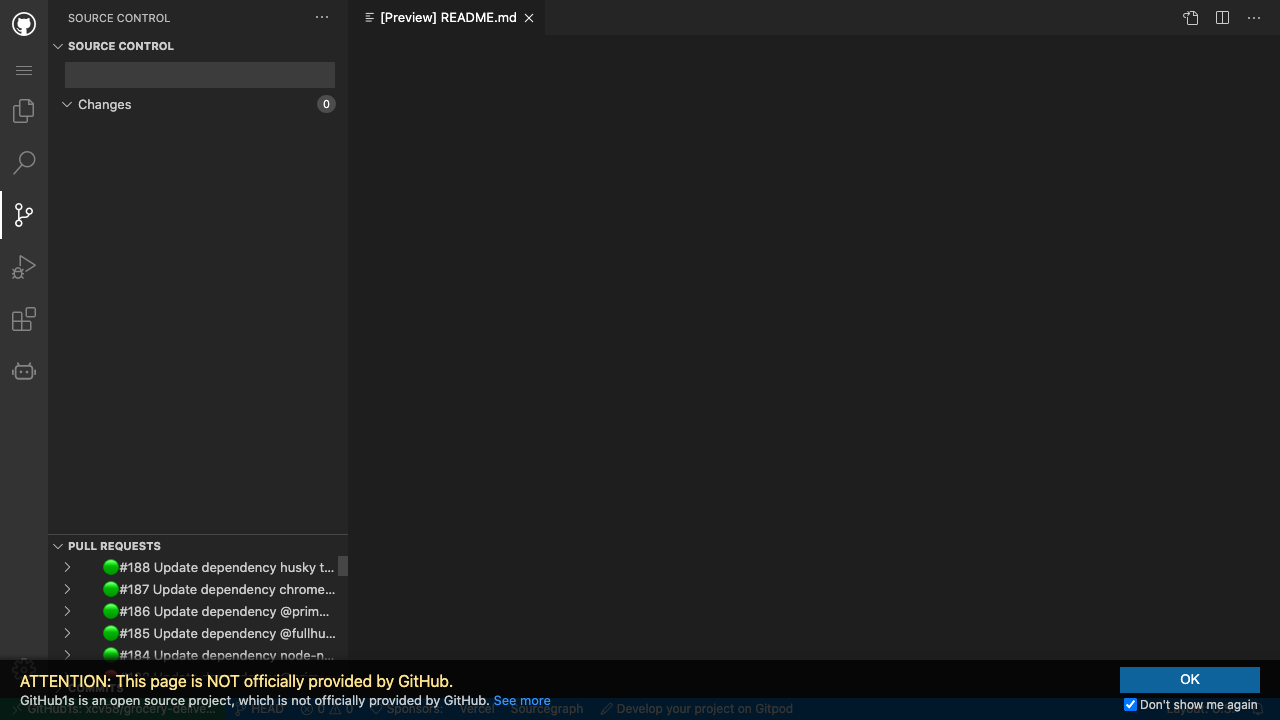 SOURCE CONTROL
[Preview] README.md
SOURCE CONTROL
Changes
0
PULL REQUESTS
#188 Update dependency husky t...
#187 Update dependency chrome...
#186 Update dependency @prim...
#185 Update dependency @fullhu...
#184 Update dependency node-n...
COMMITS
ATTENTION: This page is NOT officially provided by GitHub.
OK
GitHub1s is an open source project, which is not officially provided by GitHub. See more
Don't show me again
HEAD
0
0
Sponsors:
Vercel
Sourcegraph
Develop your project on Gitpod